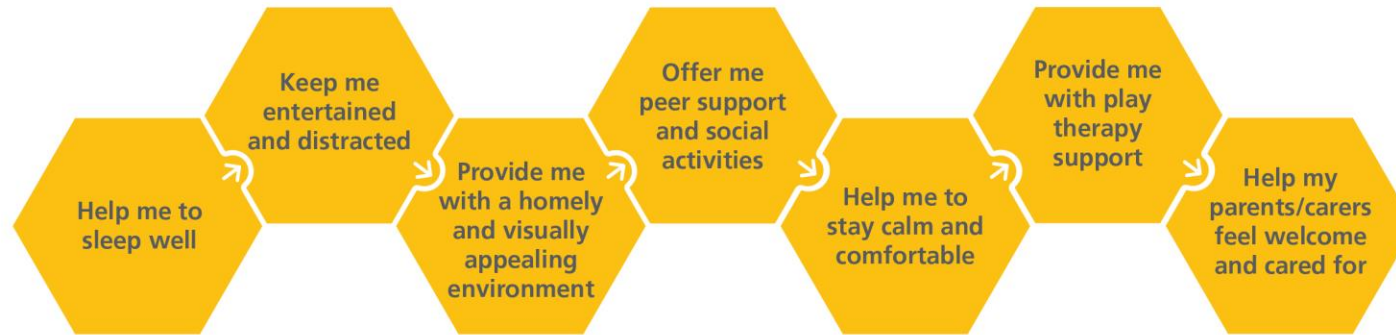 Help me to
sleep well
Keep me
entertained
and distracted
Provide me
with a homely
and visually
appealing
environment
Offer me
peer support
and social
activities
Help me to
stay calm and
comfortable
Provide me
with play
therapy
support
Help my
parents/carers
feel welcome
and cared for